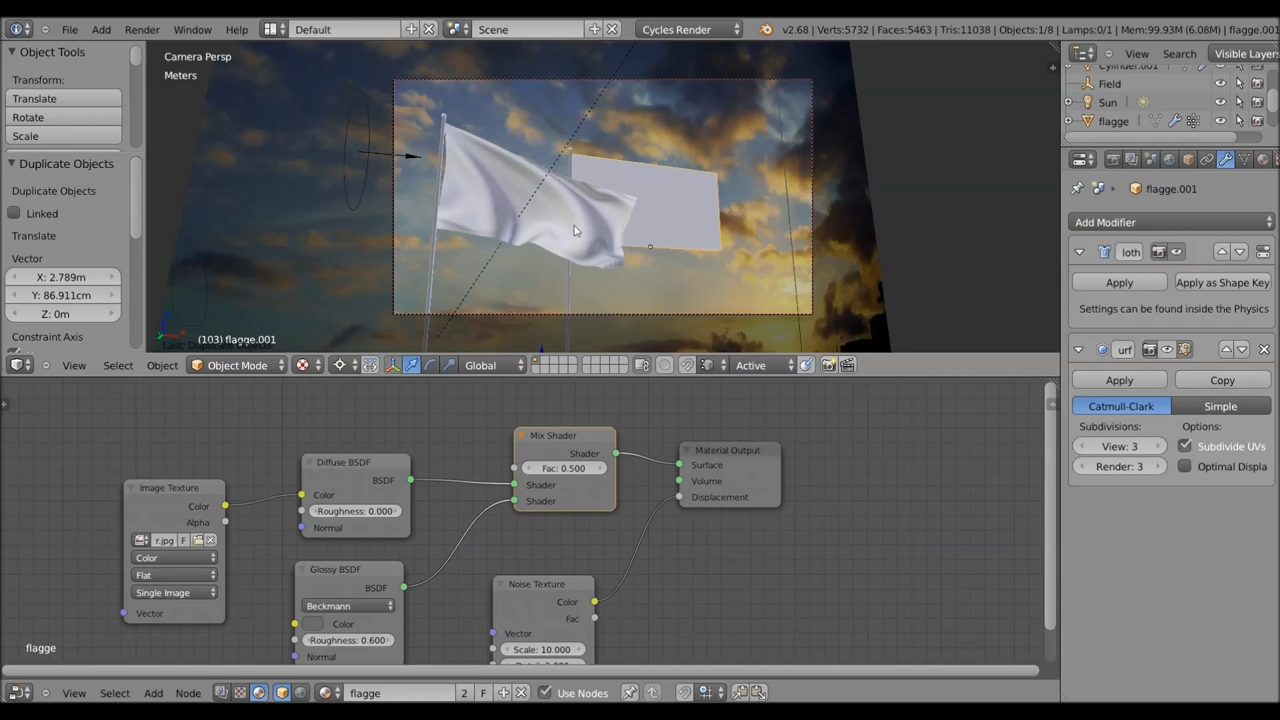 File Add Render Window Help Default Scene Cycles Render v2.68 | Verts:5732 | Faces:5463 | Tris:11038 | Objects:1/8 | Lamps:0/1 | Mem:99.93M (6.08M) | flagge.001
Object Tools
Transform:
Translate
Rotate
Scale
Duplicate Objects
Duplicate Objects
Linked
Translate
Vector
X: 2.789m
Y: 86.911cm
Z: 0m
Constraint Axis
Camera Persp
Meters
(103) flagge.001
View Select Object Object Mode Global Active
View Search Visible Layers
Cylinder.001
Field
Sun
flagge
flagge.001
Add Modifier
loth
Apply Apply as Shape Key
Settings can be found inside the Physics
urf
Apply Copy
Catmull-Clark Simple
Subdivisions: Options:
View: 3 Subdivide UVs
Render: 3 Optimal Displa
Image Texture
Color
Alpha
r.jpg F
Color
Flat
Single Image
Vector
Diffuse BSDF
BSDF
Color
Roughness: 0.000
Normal
Glossy BSDF
BSDF
Beckmann
Color
Roughness: 0.600
Normal
Mix Shader
Shader
Fac: 0.500
Shader
Shader
Noise Texture
Color
Fac
Vector
Scale: 10.000
Material Output
Surface
Volume
Displacement
flagge
View Select Add Node flagge 2 F Use Nodes